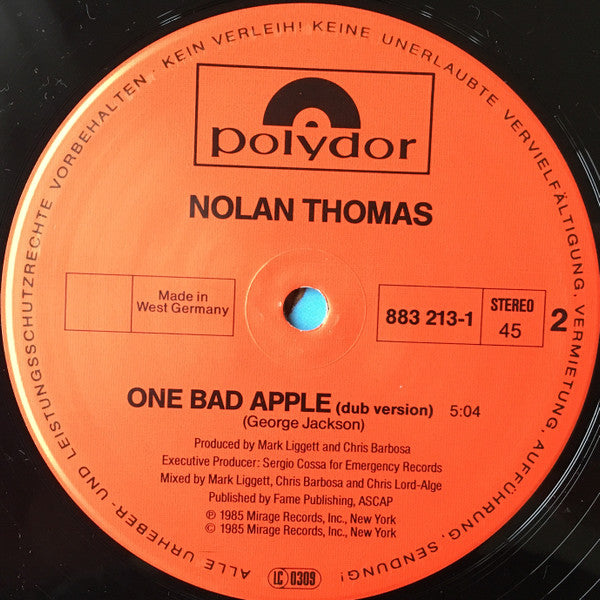 ALLE URHEBER- UND LEISTUNGSSCHUTZRECHTE VORBEHALTEN. KEIN VERLEIH! KEINE UNERLAUBTE VERVIELFÄLTIGUNG, VERMIETUNG, AUFFÜHRUNG, SENDUNG!
polydor
NOLAN THOMAS
Made in
West Germany
883 213-1
STEREO
45
2
ONE BAD APPLE (dub version) 5:04
(George Jackson)
Produced by Mark Liggett and Chris Barbosa
Executive Producer: Sergio Cossa for Emergency Records
Mixed by Mark Liggett, Chris Barbosa and Chris Lord-Alge
Published by Fame Publishing, ASCAP
℗ 1985 Mirage Records, Inc., New York
© 1985 Mirage Records, Inc., New York
LC 0309